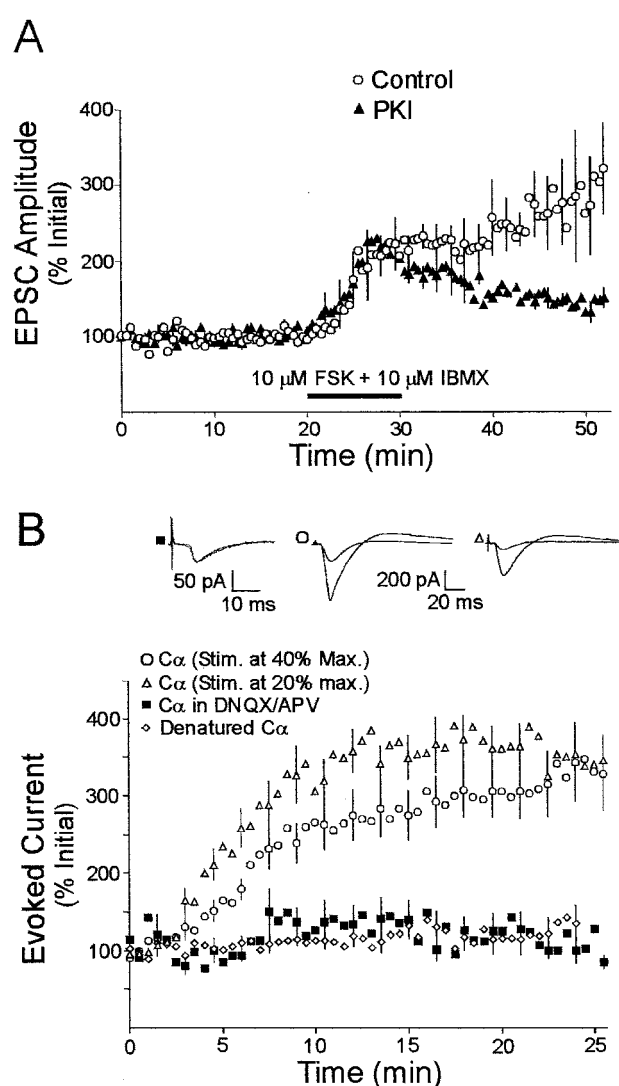 A
○ Control
▲ PKI
400
300
200
100
EPSC Amplitude
(% Initial)
10 µM FSK + 10 µM IBMX
0 10 20 30 40 50
Time (min)
B
50 pA
10 ms
200 pA
20 ms
○ Cα (Stim. at 40% Max.)
△ Cα (Stim. at 20% max.)
■ Cα in DNQX/APV
◇ Denatured Cα
400
300
200
100
Evoked Current
(% Initial)
0 5 10 15 20 25
Time (min)